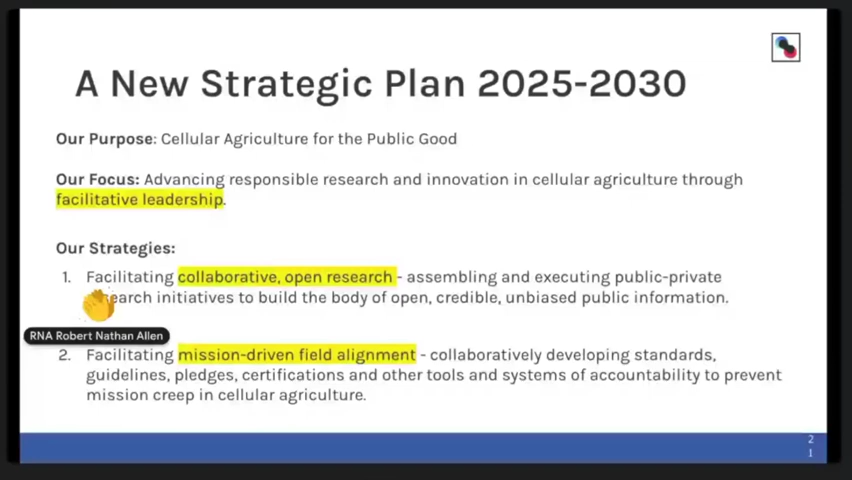 A New Strategic Plan 2025-2030
Our Purpose: Cellular Agriculture for the Public Good
Our Focus: Advancing responsible research and innovation in cellular agriculture through
facilitative leadership.
Our Strategies:
1. Facilitating collaborative, open research - assembling and executing public-private
earch initiatives to build the body of open, credible, unbiased public information.
RNA Robert Nathan Allen
2. Facilitating mission-driven field alignment - collaboratively developing standards,
guidelines, pledges, certifications and other tools and systems of accountability to prevent
mission creep in cellular agriculture.
2
1